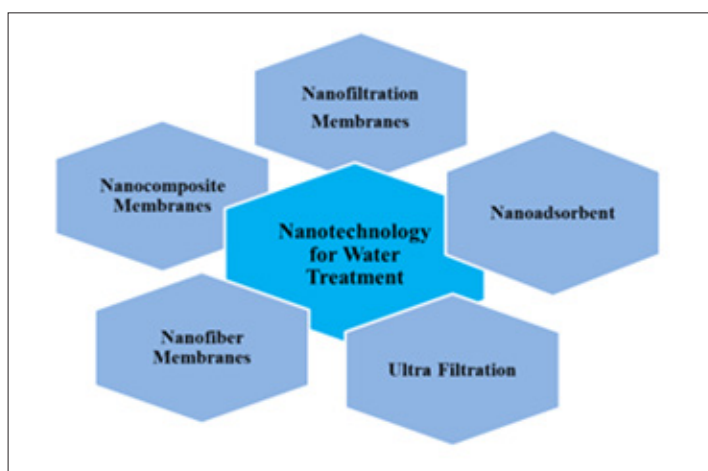 Nanofiltration
Membranes
Nanocomposite
Membranes
Nanoadsorbent
Nanotechnology
for Water
Treatment
Nanofiber
Membranes
Ultra Filtration